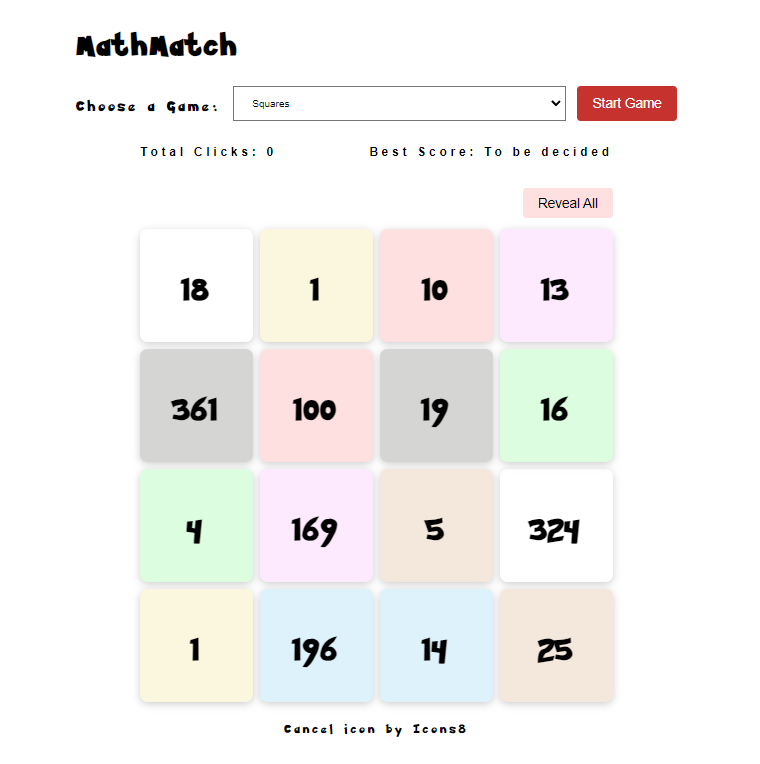 MathMatch
Choose a Game: Squares Start Game
Total Clicks: 0 Best Score: To be decided
Reveal All
18 1 10 13
361 100 19 16
4 169 5 324
1 196 14 25
Cancel icon by Icons8